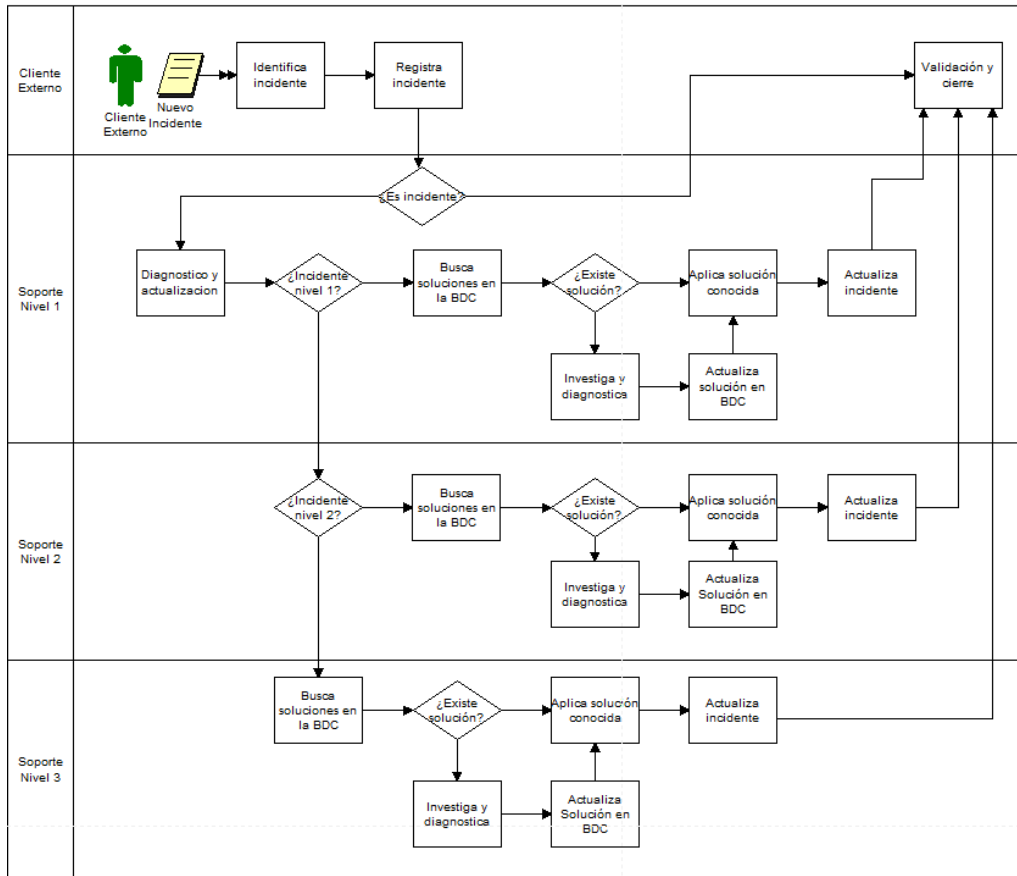 Cliente
Externo
Cliente
Externo
Nuevo
Incidente
Identifica
incidente
Registra
incidente
Validación y
cierre
Soporte
Nivel 1
¿Es incidente?
Diagnostico y
actualizacion
¿Incidente
nivel 1?
Busca
soluciones en
la BDC
¿Existe
solución?
Aplica solución
conocida
Actualiza
incidente
Investiga y
diagnostica
Actualiza
solución en
BDC
Soporte
Nivel 2
¿Incidente
nivel 2?
Busca
soluciones en
la BDC
¿Existe
solución?
Aplica solución
conocida
Actualiza
incidente
Investiga y
diagnostica
Actualiza
Solución en
BDC
Soporte
Nivel 3
Busca
soluciones en
la BDC
¿Existe
solución?
Aplica solución
conocida
Actualiza
incidente
Investiga y
diagnostica
Actualiza
Solución en
BDC